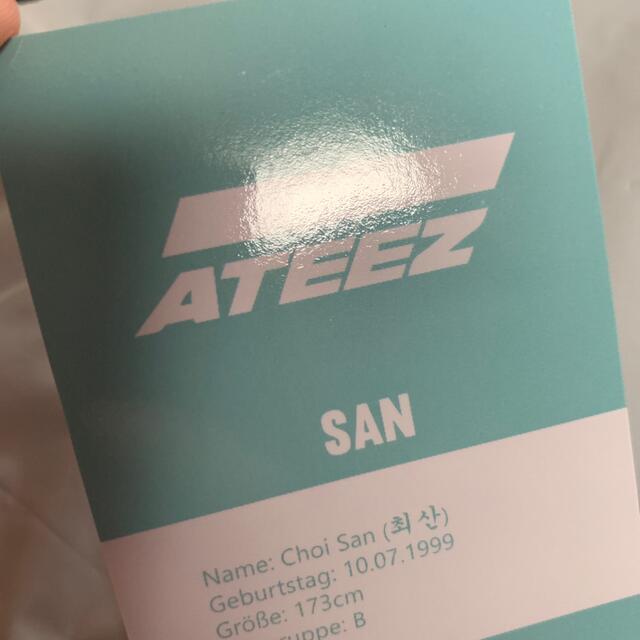 ATEEZ
SAN
Name: Choi San (최 산)
Geburtstag: 10.07.1999
Größe: 173cm
B